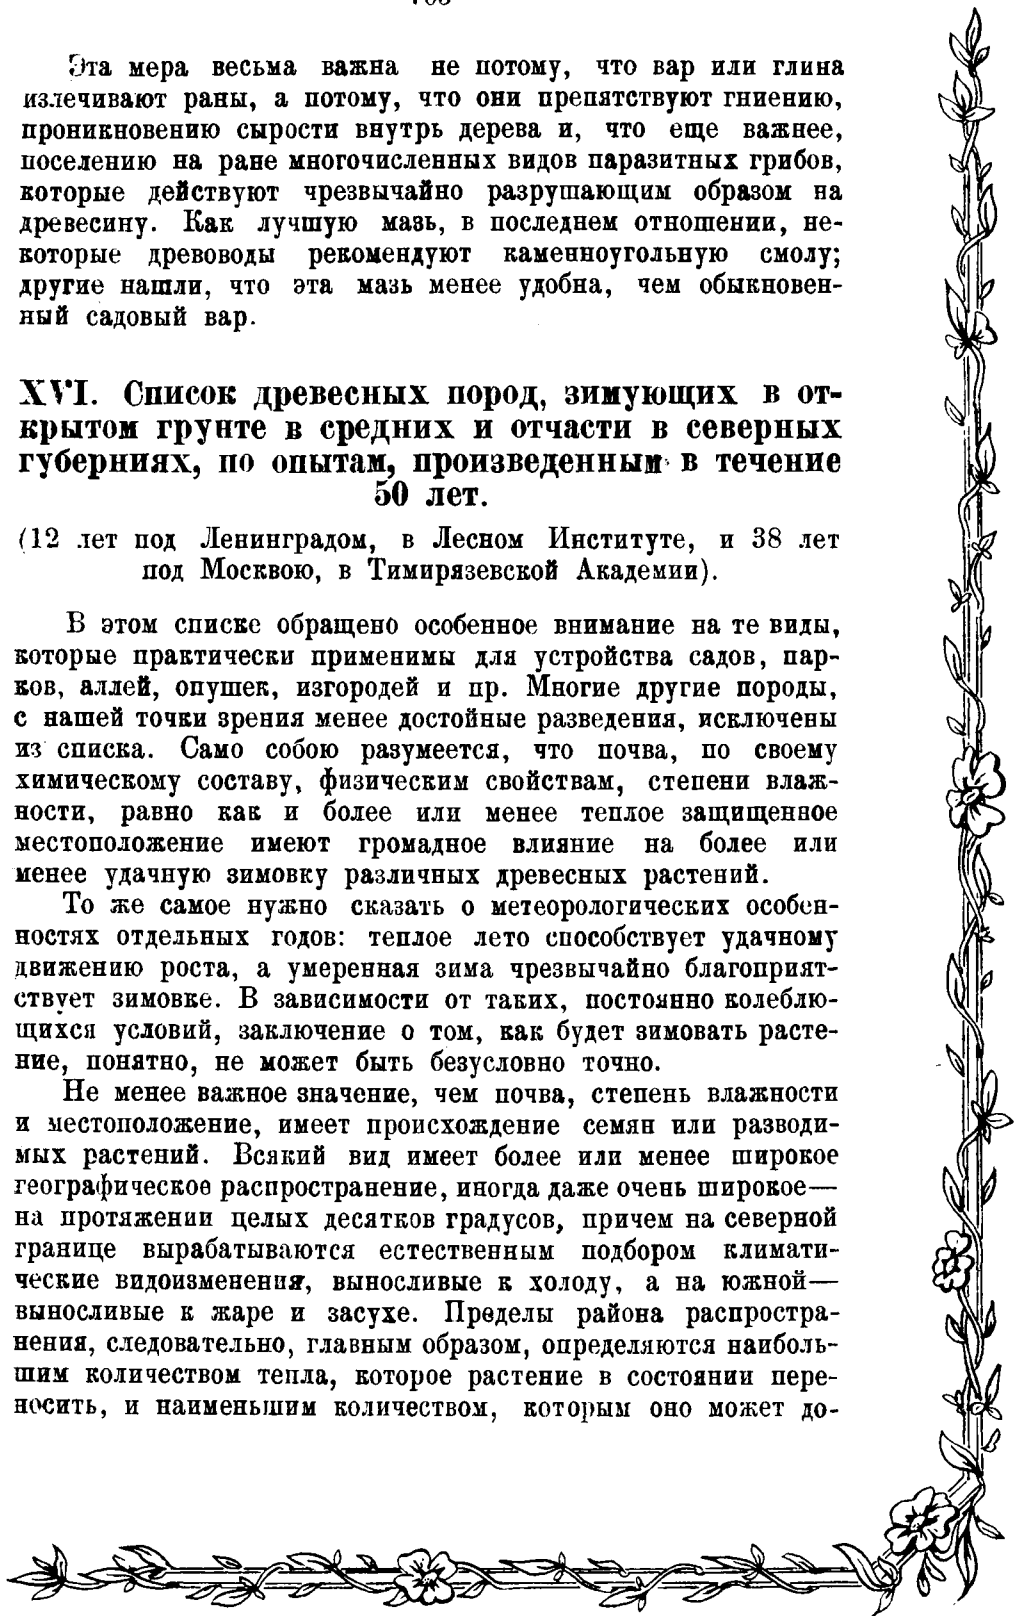 Эта мера весьма важна не потому, что вар или глина
излечивают раны, а потому, что они препятствуют гниению,
проникновению сырости внутрь дерева и, что еще важнее,
поселению на ране многочисленных видов паразитных грибов,
которые действуют чрезвычайно разрушающим образом на
древесину. Как лучшую мазь, в последнем отношении, не-
которые древоводы рекомендуют каменноугольную смолу;
другие нашли, что эта мазь менее удобна, чем обыкновен-
ный садовый вар.
XVI. Список древесных пород, зимующих в от-
крытом грунте в средних и отчасти в северных
губерниях, по опытам, произведенным в течение
50 лет.
(12 лет под Ленинградом, в Лесном Институте, и 38 лет
под Москвою, в Тимирязевской Академии).
В этом списке обращено особенное внимание на те виды,
которые практически применимы для устройства садов, пар-
ков, аллей, опушек, изгородей и пр. Многие другие породы,
с нашей точки зрения менее достойные разведения, исключены
из списка. Само собою разумеется, что почва, по своему
химическому составу, физическим свойствам, степени влаж-
ности, равно как и более или менее теплое защищенное
местоположение имеют громадное влияние на более или
менее удачную зимовку различных древесных растений.
То же самое нужно сказать о метеорологических особен-
ностях отдельных годов: теплое лето способствует удачному
движению роста, а умеренная зима чрезвычайно благоприят-
ствует зимовке. В зависимости от таких, постоянно колеблю-
щихся условий, заключение о том, как будет зимовать расте-
ние, понятно, не может быть безусловно точно.
Не менее важное значение, чем почва, степень влажности
и местоположение, имеет происхождение семян или разводи-
мых растений. Всякий вид имеет более или менее широкое
географическое распространение, иногда даже очень широкое—
на протяжении целых десятков градусов, причем на северной
границе вырабатываются естественным подбором климати-
ческие видоизменения, выносливые к холоду, а на южной—
выносливые к жаре и засухе. Пределы района распростра-
нения, следовательно, главным образом, определяются наиболь-
шим количеством тепла, которое растение в состоянии пере-
носить, и наименьшим количеством, которым оно может до-